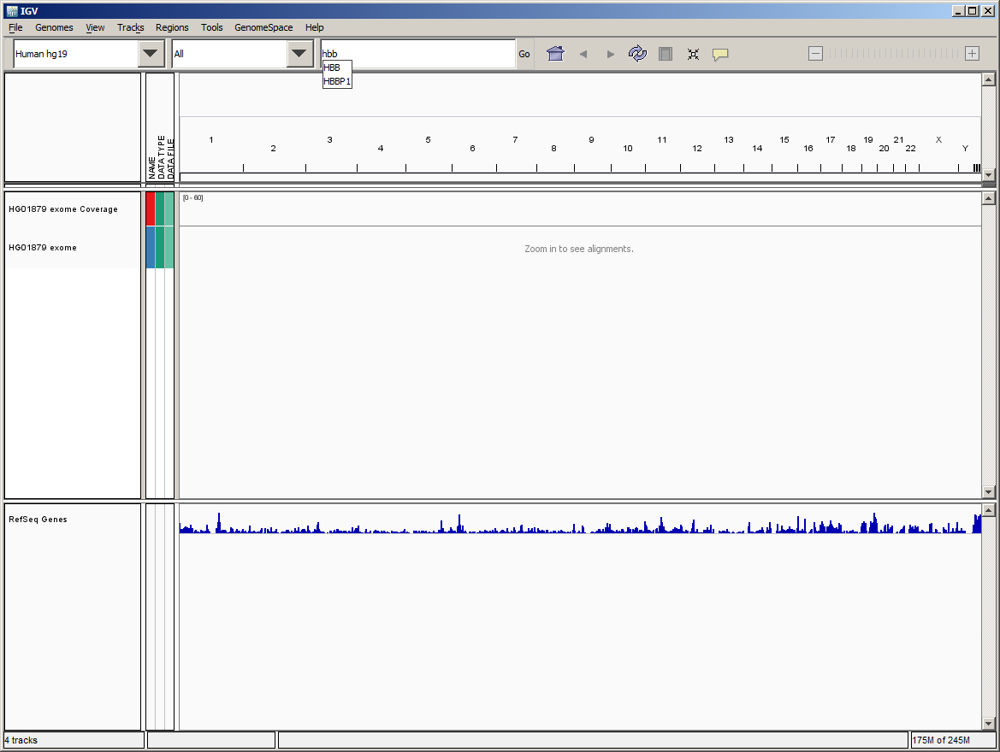 IGV
File Genomes View Tracks Regions Tools GenomeSpace Help
Human hg19 All hbb Go
HBB
HBBP1
NAME
DATA TYPE
DATA FILE
1 2 3 4 5 6 7 8 9 10 11 12 13 14 15 16 17 18 19 20 21 22 X Y
HG01879 exome Coverage
[0 - 60]
HG01879 exome
Zoom in to see alignments.
RefSeq Genes
4 tracks
175M of 245M